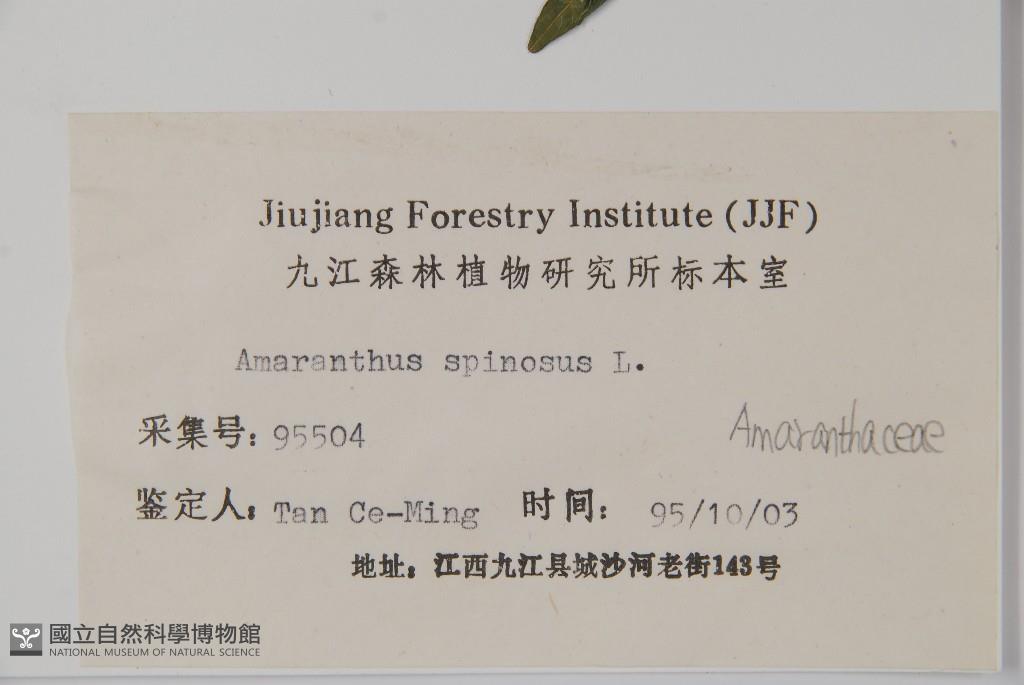 Jiujiang Forestry Institute (JJF)
九江森林植物研究所标本室
Amaranthus spinosus L.
采集号: 95504
Amaranthaceae
鉴定人: Tan Ce-Ming 时间: 95/10/03
地址: 江西九江县城沙河老街143号
國立自然科學博物館
NATIONAL MUSEUM OF NATURAL SCIENCE